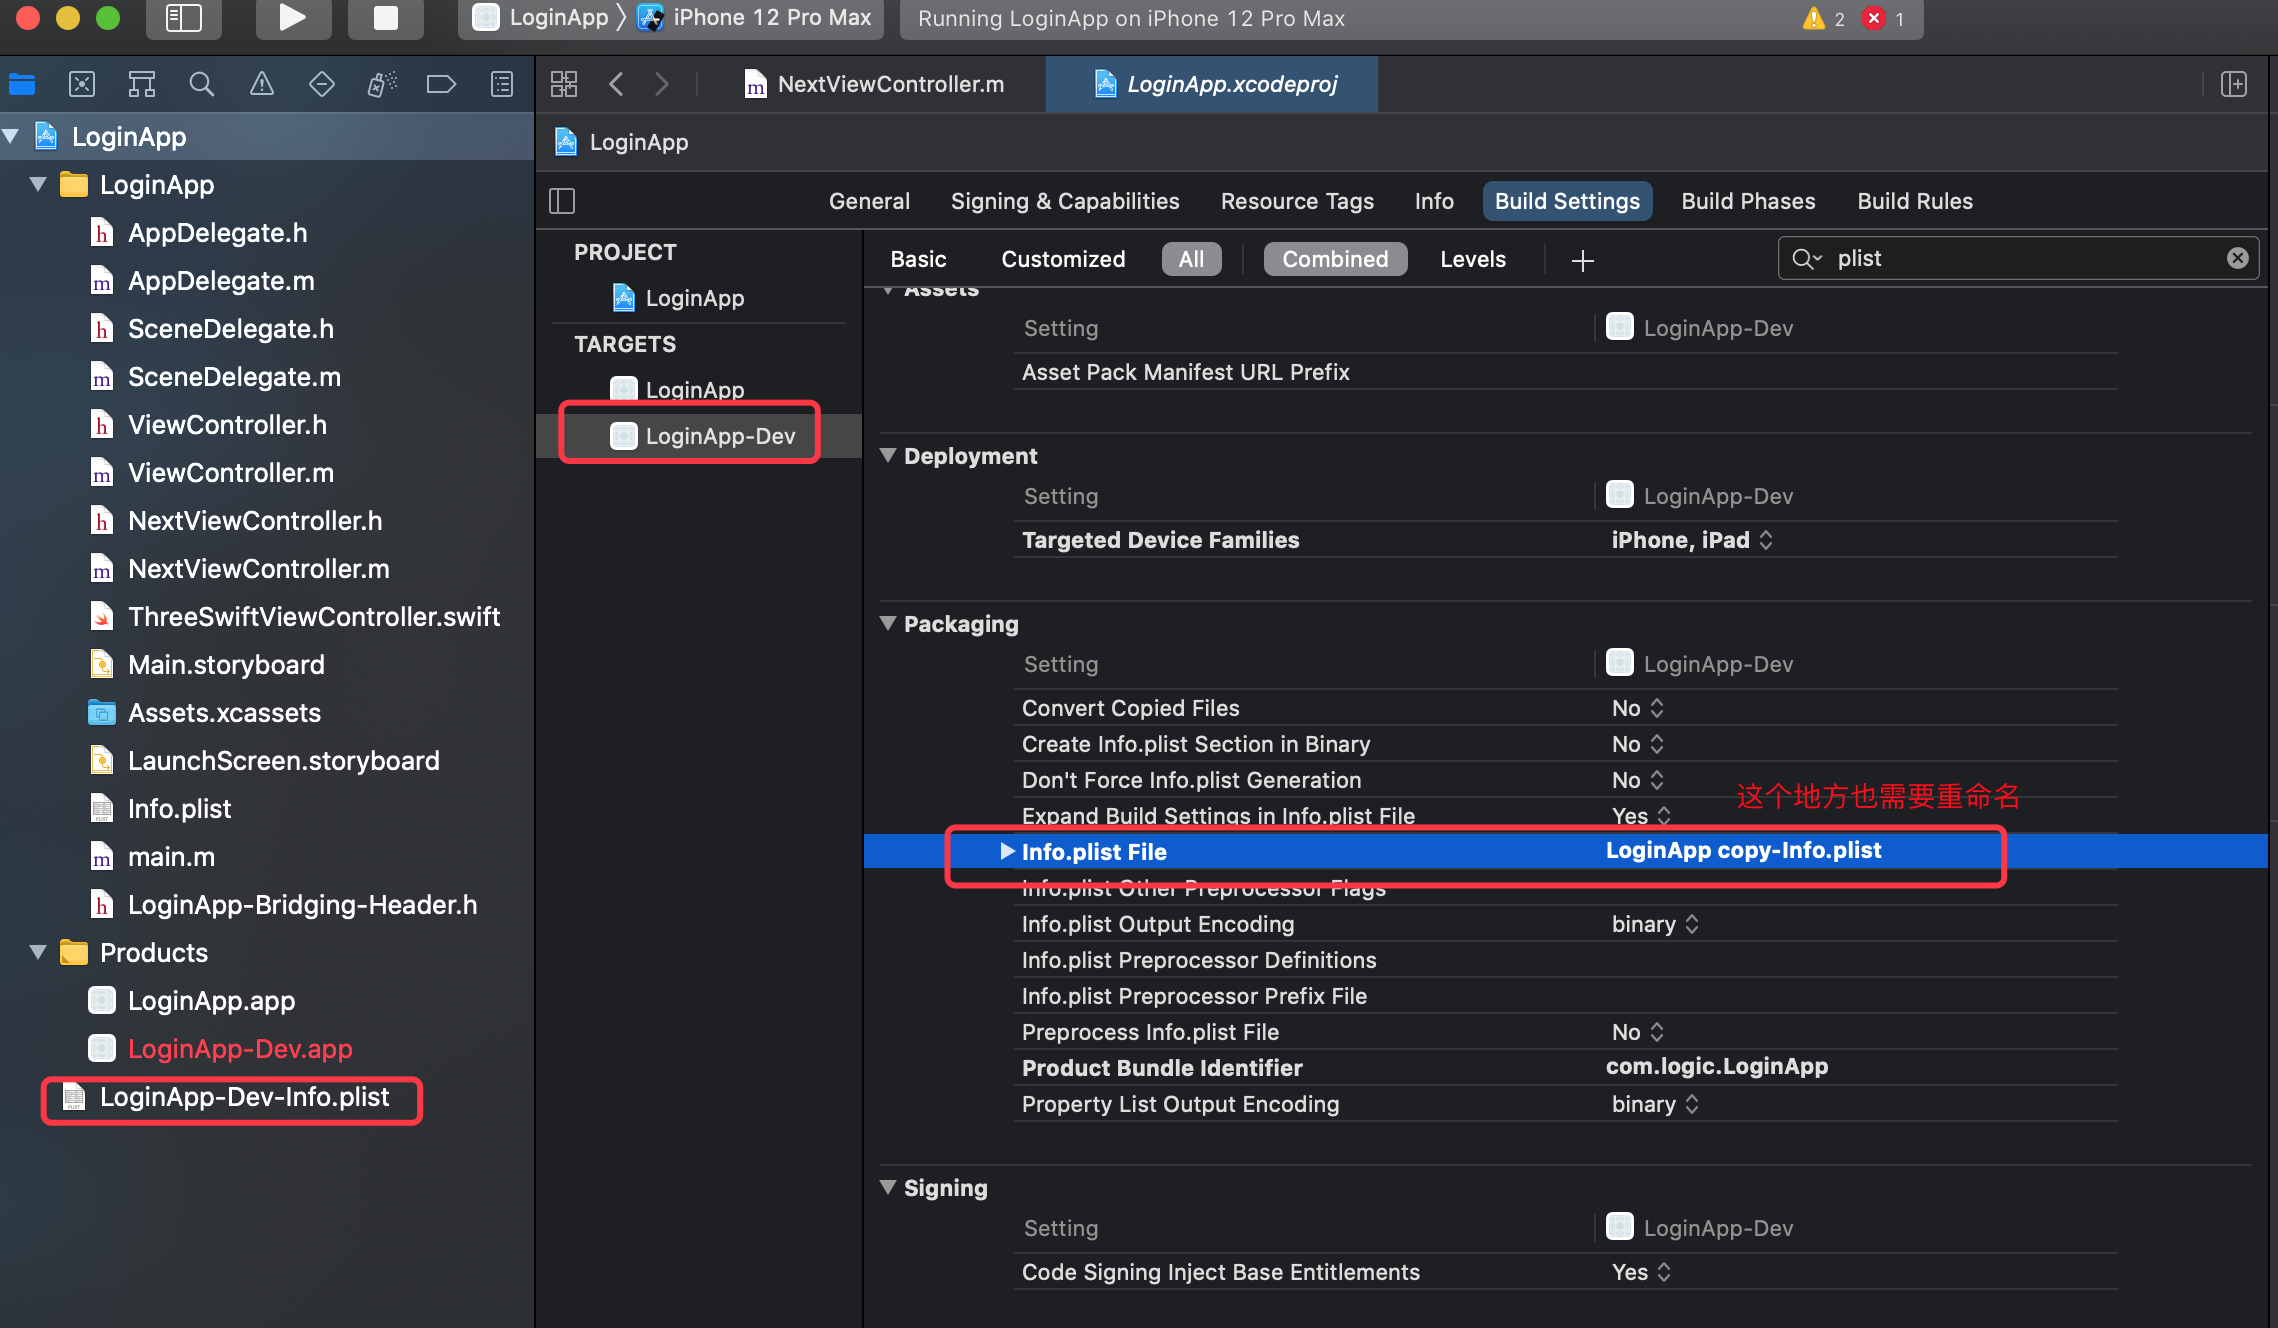 LoginApp
iPhone 12 Pro Max
Running LoginApp on iPhone 12 Pro Max
2
1
NextViewController.m
LoginApp.xcodeproj
LoginApp
LoginApp
AppDelegate.h
AppDelegate.m
SceneDelegate.h
SceneDelegate.m
ViewController.h
ViewController.m
NextViewController.h
NextViewController.m
ThreeSwiftViewController.swift
Main.storyboard
Assets.xcassets
LaunchScreen.storyboard
Info.plist
main.m
LoginApp-Bridging-Header.h
Products
LoginApp.app
LoginApp-Dev.app
LoginApp-Dev-Info.plist
LoginApp
General Signing & Capabilities Resource Tags Info Build Settings Build Phases Build Rules
PROJECT
LoginApp
TARGETS
LoginApp
LoginApp-Dev
Basic Customized All Combined Levels
plist
Assets
Setting LoginApp-Dev
Asset Pack Manifest URL Prefix
Deployment
Setting LoginApp-Dev
Targeted Device Families iPhone, iPad
Packaging
Setting LoginApp-Dev
Convert Copied Files No
Create Info.plist Section in Binary No
Don't Force Info.plist Generation No
这个地方也需要重命名
Expand Build Settings in Info.plist File Yes
Info.plist File LoginApp copy-Info.plist
Info.plist Other Preprocessor Flags
Info.plist Output Encoding binary
Info.plist Preprocessor Definitions
Info.plist Preprocessor Prefix File
Preprocess Info.plist File No
Product Bundle Identifier com.logic.LoginApp
Property List Output Encoding binary
Signing
Setting LoginApp-Dev
Code Signing Inject Base Entitlements Yes